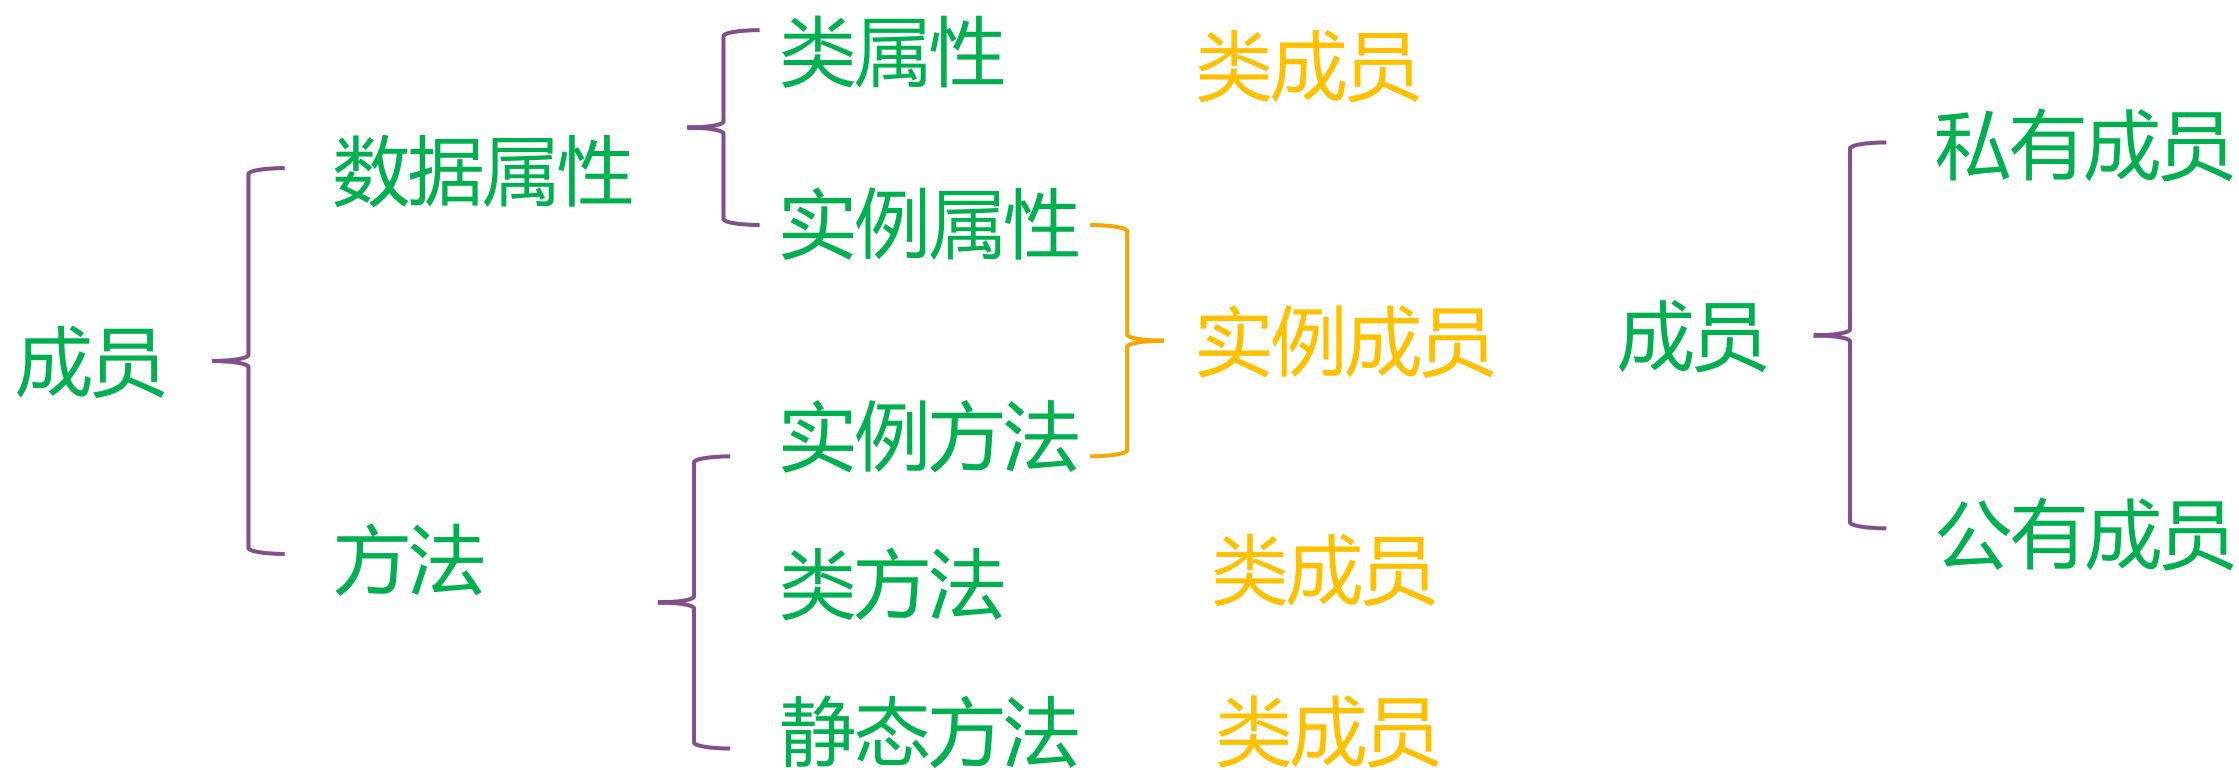 类属性
类成员
私有成员
数据属性
实例属性
成员
实例成员
成员
实例方法
公有成员
方法
类方法
类成员
静态方法
类成员